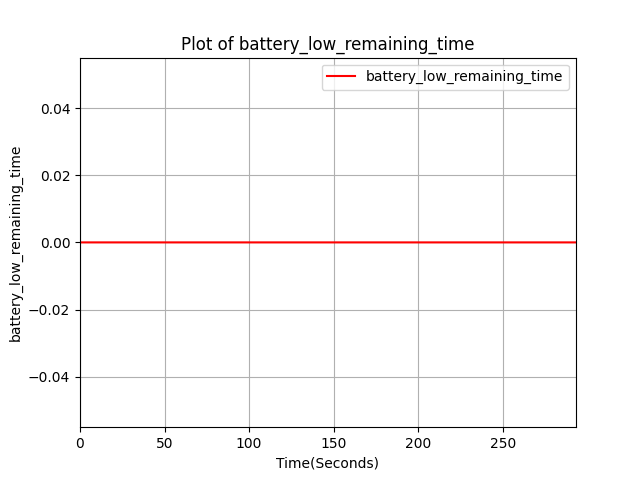 Plot of battery_low_remaining_time
battery_low_remaining_time
0.04
0.02
0.00
−0.02
−0.04
battery_low_remaining_time
0
50
100
150
200
250
Time(Seconds)